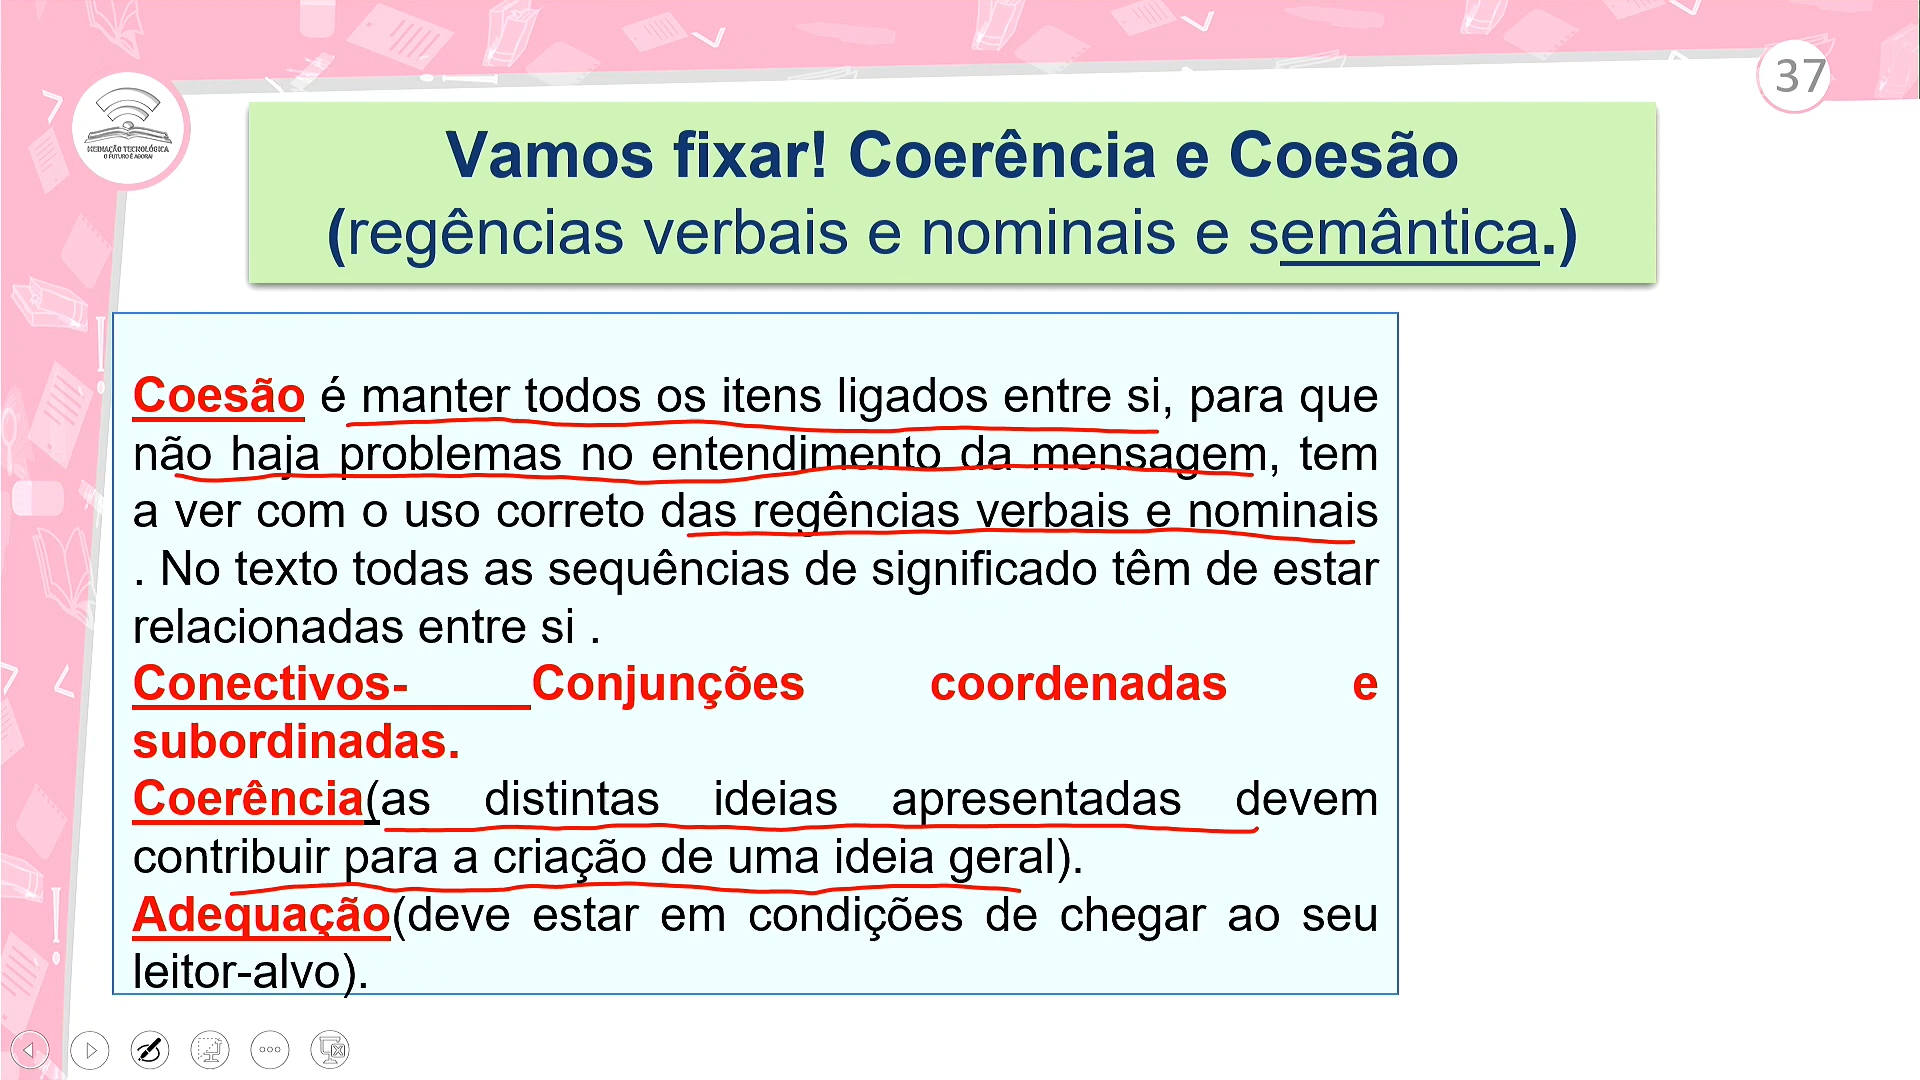 37
MEDIAÇÃO TECNOLÓGICA
O FUTURO É AGORA!
Vamos fixar! Coerência e Coesão
(regências verbais e nominais e semântica.)
Coesão é manter todos os itens ligados entre si, para que
não haja problemas no entendimento da mensagem, tem
a ver com o uso correto das regências verbais e nominais
. No texto todas as sequências de significado têm de estar
relacionadas entre si .
Conectivos- Conjunções coordenadas e
subordinadas.
Coerência(as distintas ideias apresentadas devem
contribuir para a criação de uma ideia geral).
Adequação(deve estar em condições de chegar ao seu
leitor-alvo).